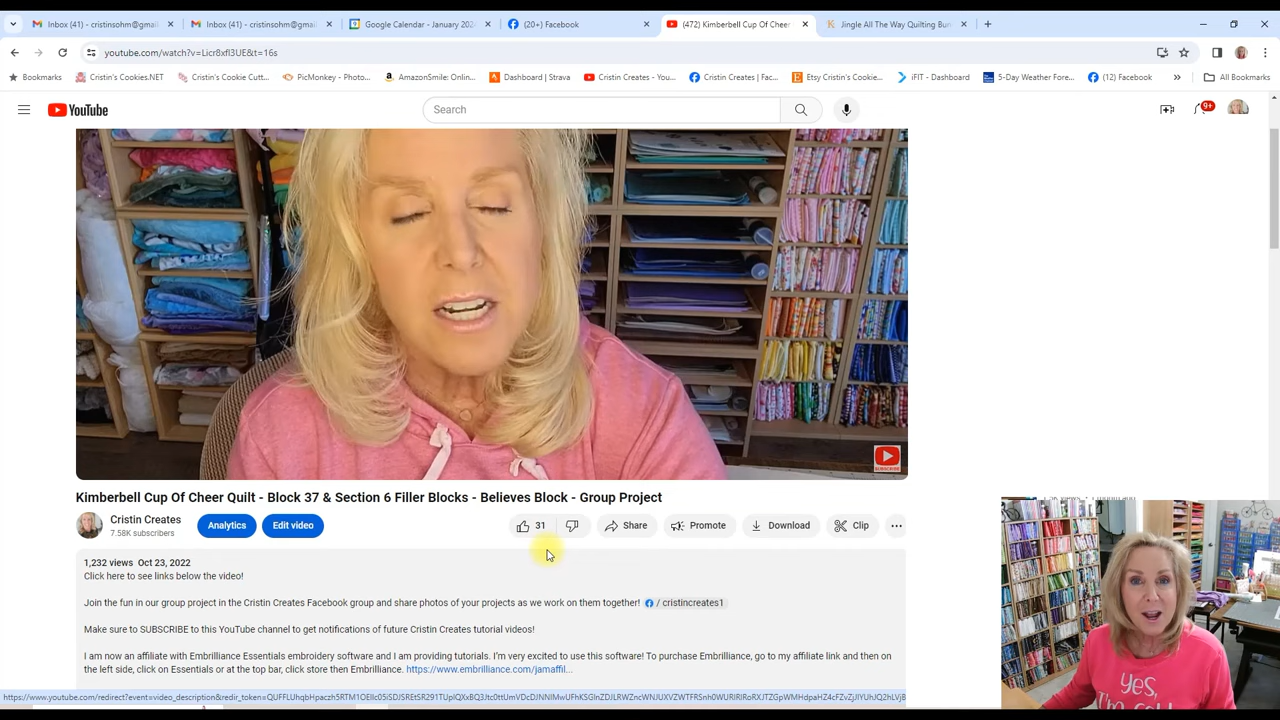 Inbox (41) - cristinsohm@gmai
Inbox (41) - cristinsohm@gmai
Google Calendar - January 202
(20+) Facebook
(472) Kimberbell Cup Of Cheer
Jingle All The Way Quilting Bun
youtube.com/watch?v=Licr8xfl3UE&t=16s
Bookmarks
Cristin's Cookies.NET
Cristin's Cookie Cutt...
PicMonkey - Photo...
AmazonSmile: Onlin...
Dashboard | Strava
Cristin Creates - You...
Cristin Creates | Fac...
Etsy Cristin's Cookie...
iFIT - Dashboard
5-Day Weather Fore...
(12) Facebook
All Bookmarks
YouTube
Search
9+
SUBSCRIBE
Kimberbell Cup Of Cheer Quilt - Block 37 & Section 6 Filler Blocks - Believes Block - Group Project
Cristin Creates
7.58K subscribers
Analytics
Edit video
31
Share
Promote
Download
Clip
1,232 views Oct 23, 2022
Click here to see links below the video!
Join the fun in our group project in the Cristin Creates Facebook group and share photos of your projects as we work on them together! / cristincreates1
Make sure to SUBSCRIBE to this YouTube channel to get notifications of future Cristin Creates tutorial videos!
I am now an affiliate with Embrilliance Essentials embroidery software and I am providing tutorials. I'm very excited to use this software! To purchase Embrilliance, go to my affiliate link and then on
the left side, click on Essentials or at the top bar, click store then Embrilliance. https://www.embrilliance.com/jamaffil...
yes,